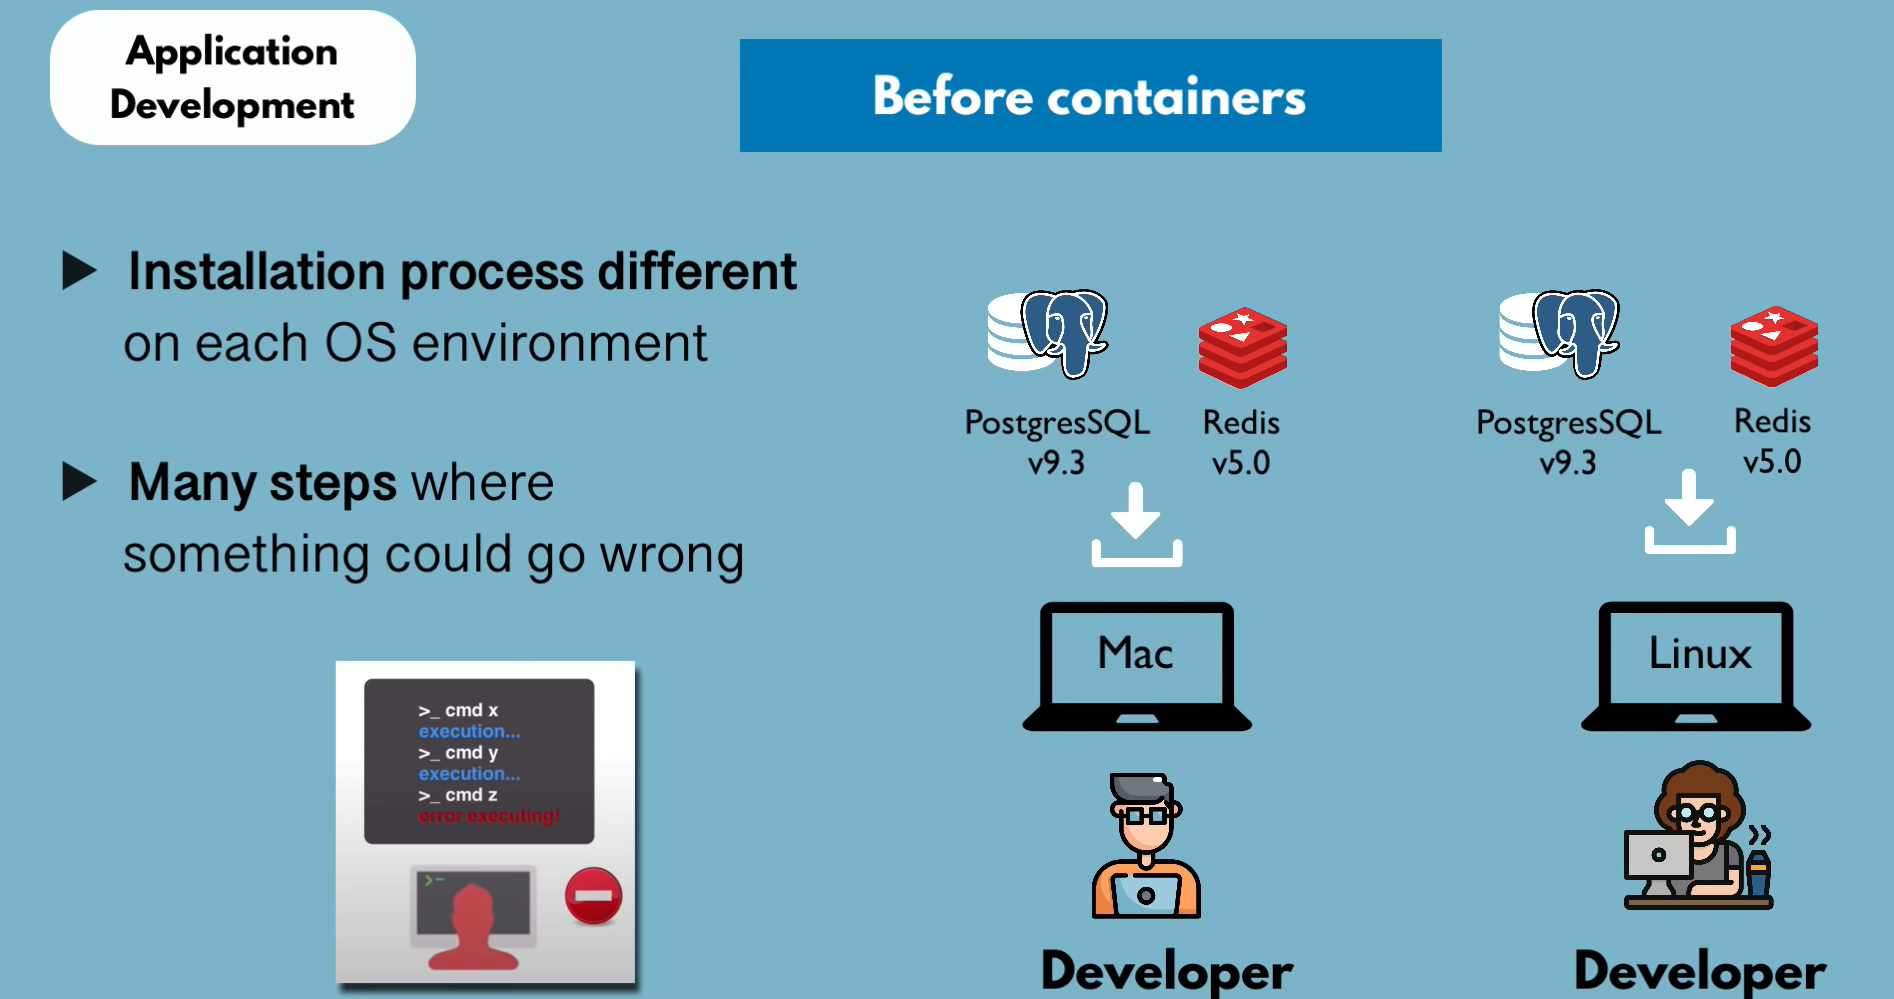 Application
Development
Before containers
Installation process different
on each OS environment
Many steps where
something could go wrong
>_ cmd x
execution...
>_ cmd y
execution...
>_ cmd z
error executing!
PostgresSQL
v9.3
Redis
v5.0
Mac
Developer
PostgresSQL
v9.3
Redis
v5.0
Linux
Developer